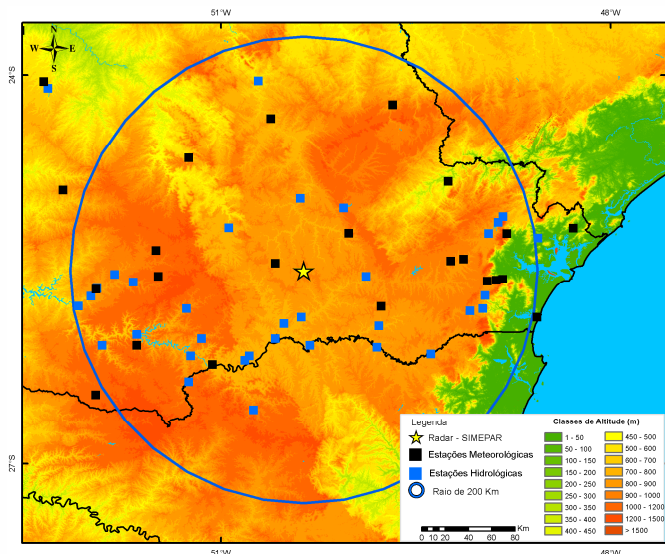 51°W 48°W
N
W E
S
24°S
27°S
Legenda
Radar - SIMEPAR
Estações Meteorológicas
Estações Hidrológicas
Raio de 200 Km
0 10 20 40 60 80
Km
Classes de Altitude (m)
1 - 50
50 - 100
100 - 150
150 - 200
200 - 250
250 - 300
300 - 350
350 - 400
400 - 450
450 - 500
500 - 600
600 - 700
700 - 800
800 - 900
900 - 1000
1000 - 1200
1200 - 1500
> 1500
51°W 48°W